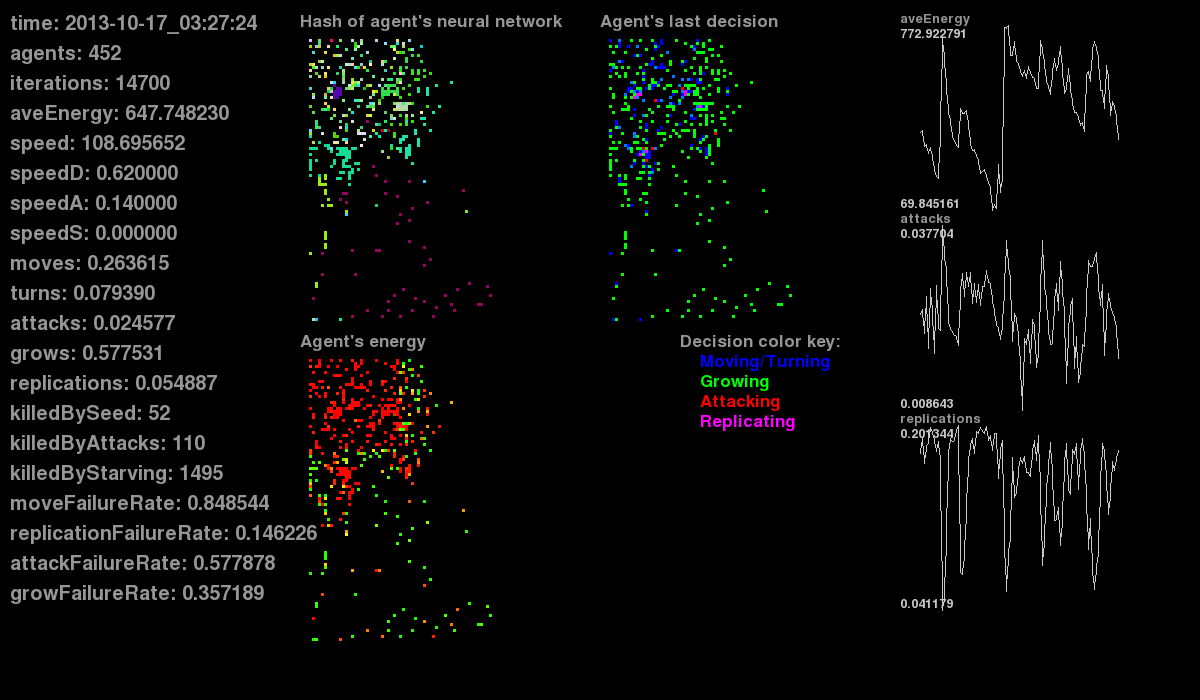 time: 2013-10-17_03:27:24
agents: 452
iterations: 14700
aveEnergy: 647.748230
speed: 108.695652
speedD: 0.620000
speedA: 0.140000
speedS: 0.000000
moves: 0.263615
turns: 0.079390
attacks: 0.024577
grows: 0.577531
replications: 0.054887
killedBySeed: 52
killedByAttacks: 110
killedByStarving: 1495
moveFailureRate: 0.848544
replicationFailureRate: 0.146226
attackFailureRate: 0.577878
growFailureRate: 0.357189
Hash of agent's neural network
Agent's last decision
Agent's energy
Decision color key:
Moving/Turning
Growing
Attacking
Replicating
aveEnergy
772.922791
69.845161
attacks
0.037704
0.008643
replications
0.201344
0.041179